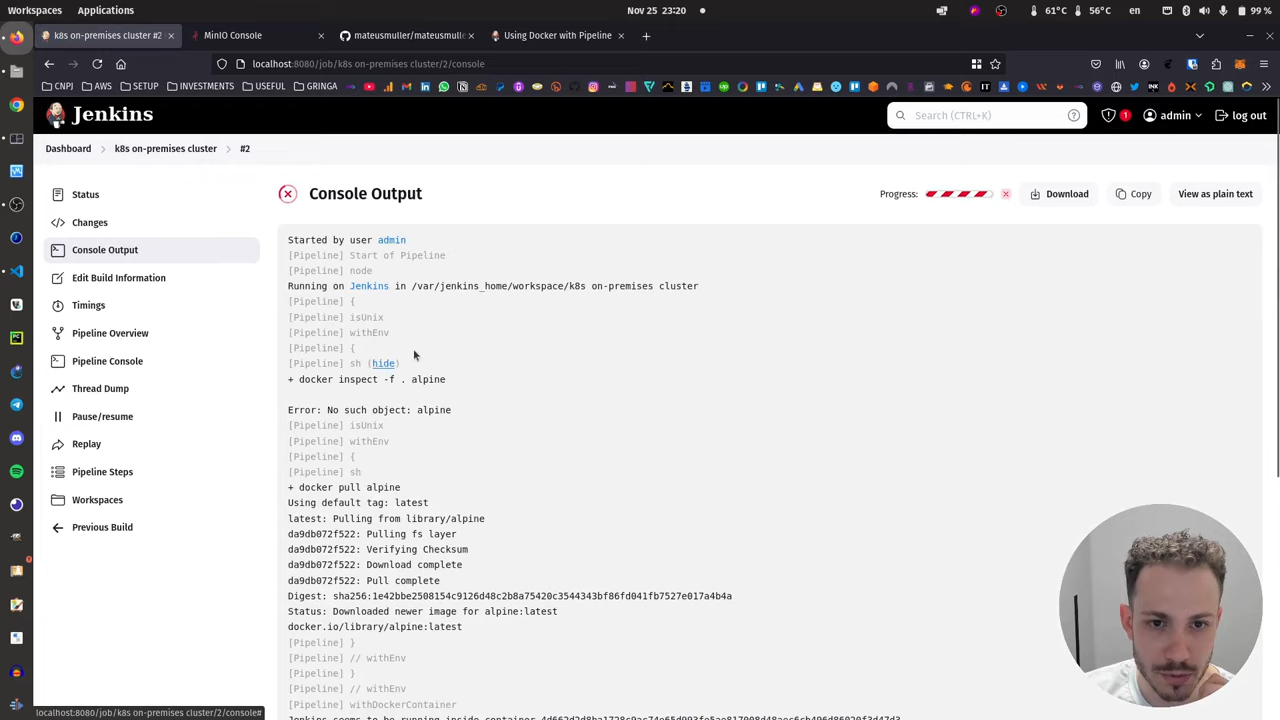 Workspaces Applications Nov 25 23:20 61°C 56°C en 99 %
k8s on-premises cluster #2 MinIO Console mateusmuller/mateusmulle Using Docker with Pipeline
localhost:8080/job/k8s on-premises cluster/2/console
CNPJ AWS SETUP INVESTMENTS USEFUL GRINGA
Jenkins Search (CTRL+K) 1 admin log out
Dashboard k8s on-premises cluster #2
Status
Changes
Console Output
Edit Build Information
Timings
Pipeline Overview
Pipeline Console
Thread Dump
Pause/resume
Replay
Pipeline Steps
Workspaces
Previous Build
Console Output Progress: Download Copy View as plain text
Started by user admin
[Pipeline] Start of Pipeline
[Pipeline] node
Running on Jenkins in /var/jenkins_home/workspace/k8s on-premises cluster
[Pipeline] {
[Pipeline] isUnix
[Pipeline] withEnv
[Pipeline] {
[Pipeline] sh (hide)
+ docker inspect -f . alpine
Error: No such object: alpine
[Pipeline] isUnix
[Pipeline] withEnv
[Pipeline] {
[Pipeline] sh
+ docker pull alpine
Using default tag: latest
latest: Pulling from library/alpine
da9db072f522: Pulling fs layer
da9db072f522: Verifying Checksum
da9db072f522: Download complete
da9db072f522: Pull complete
Digest: sha256:1e42bbe2508154c9126d48c2b8a75420c3544343bf86fd041fb7527e017a4b4a
Status: Downloaded newer image for alpine:latest
docker.io/library/alpine:latest
[Pipeline] }
[Pipeline] // withEnv
[Pipeline] }
[Pipeline] // withEnv
[Pipeline] withDockerContainer
Jenkins seems to be running inside container
localhost:8080/job/k8s on-premises cluster/2/console#